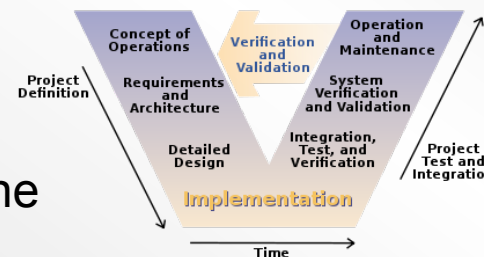 Concept of
Operations
Operation
and
Maintenance
Verification
and
Validation
Project
Definition
Requirements
and
Architecture
System
Verification
and Validation
Detailed
Design
Integration,
Test, and
Verification
Project
Test and
Integratio
Implementation
Time